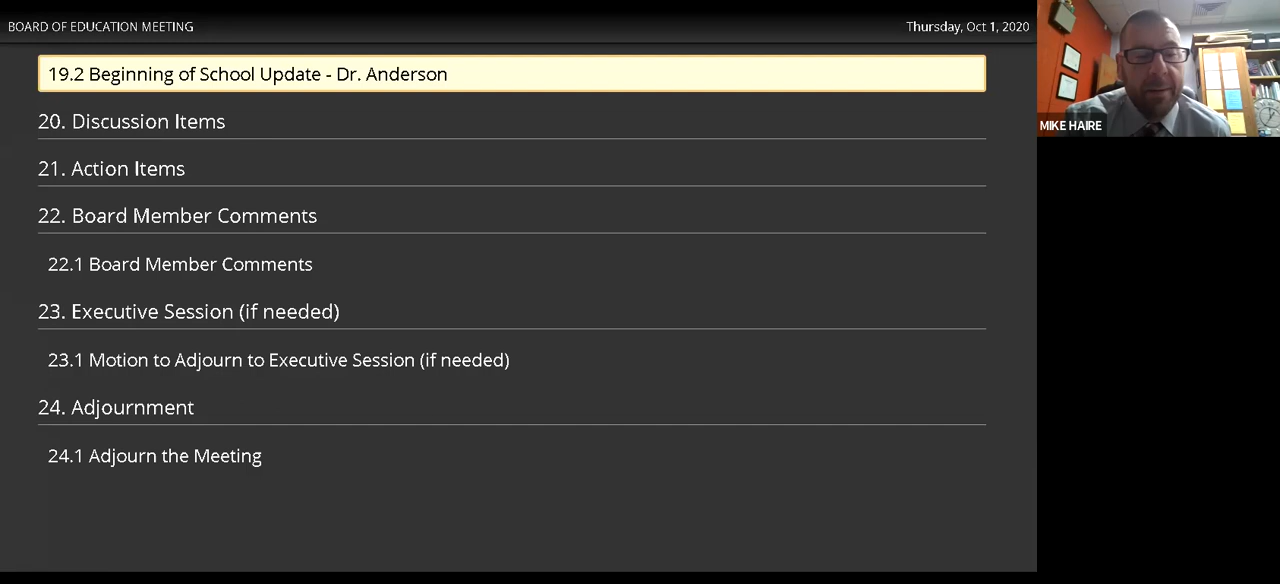 BOARD OF EDUCATION MEETING
Thursday, Oct 1, 2020
19.2 Beginning of School Update - Dr. Anderson
20. Discussion Items
21. Action Items
22. Board Member Comments
22.1 Board Member Comments
23. Executive Session (if needed)
23.1 Motion to Adjourn to Executive Session (if needed)
24. Adjournment
24.1 Adjourn the Meeting
MIKE HAIRE